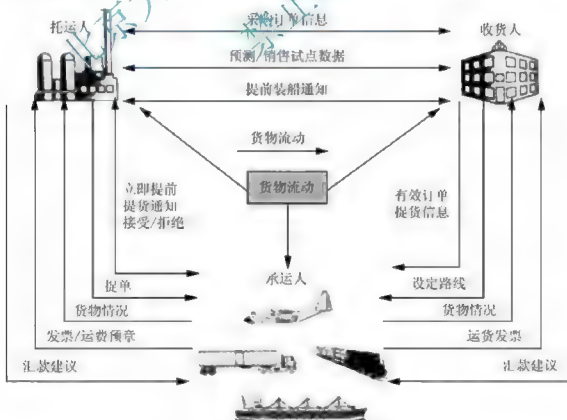 托运人
采购订单信息
收货人
预测/销售试点数据
提前装船通知
货物流动
货物流动
立即提前
提货通知
接受/拒绝
有效订单
提货信息
承运人
提单
设定路线
货物情况
货物情况
发票/运费预章
运货发票
汇款建议
汇款建议
北京